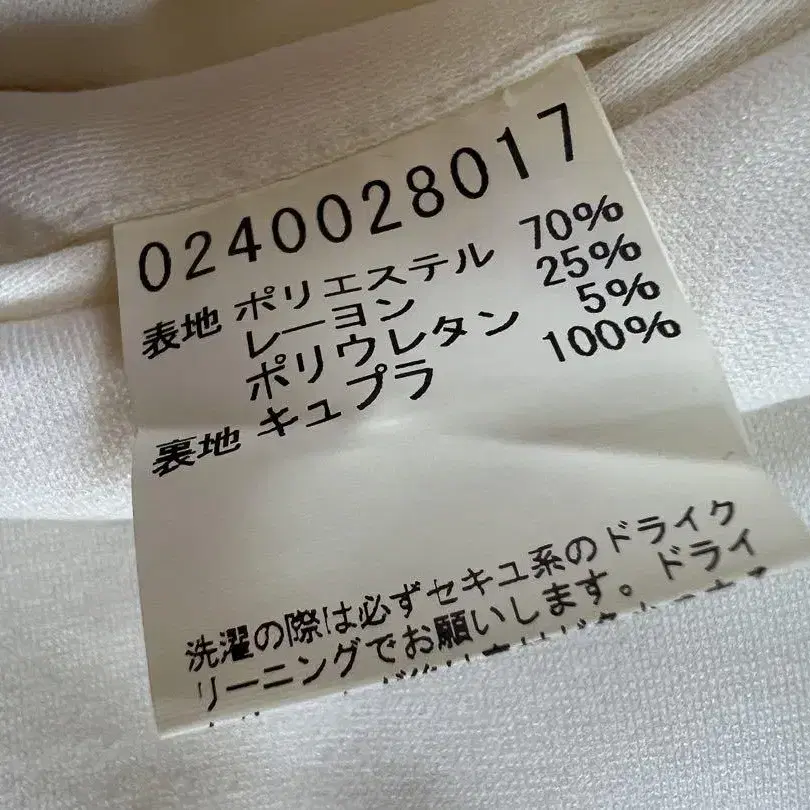 0240028017
表地 ポリエステル 70%
レーヨン 25%
ポリウレタン 5%
裏地 キュプラ 100%
洗濯の際は必ずセキユ系のドライク
リーニングでお願いします。ドライ